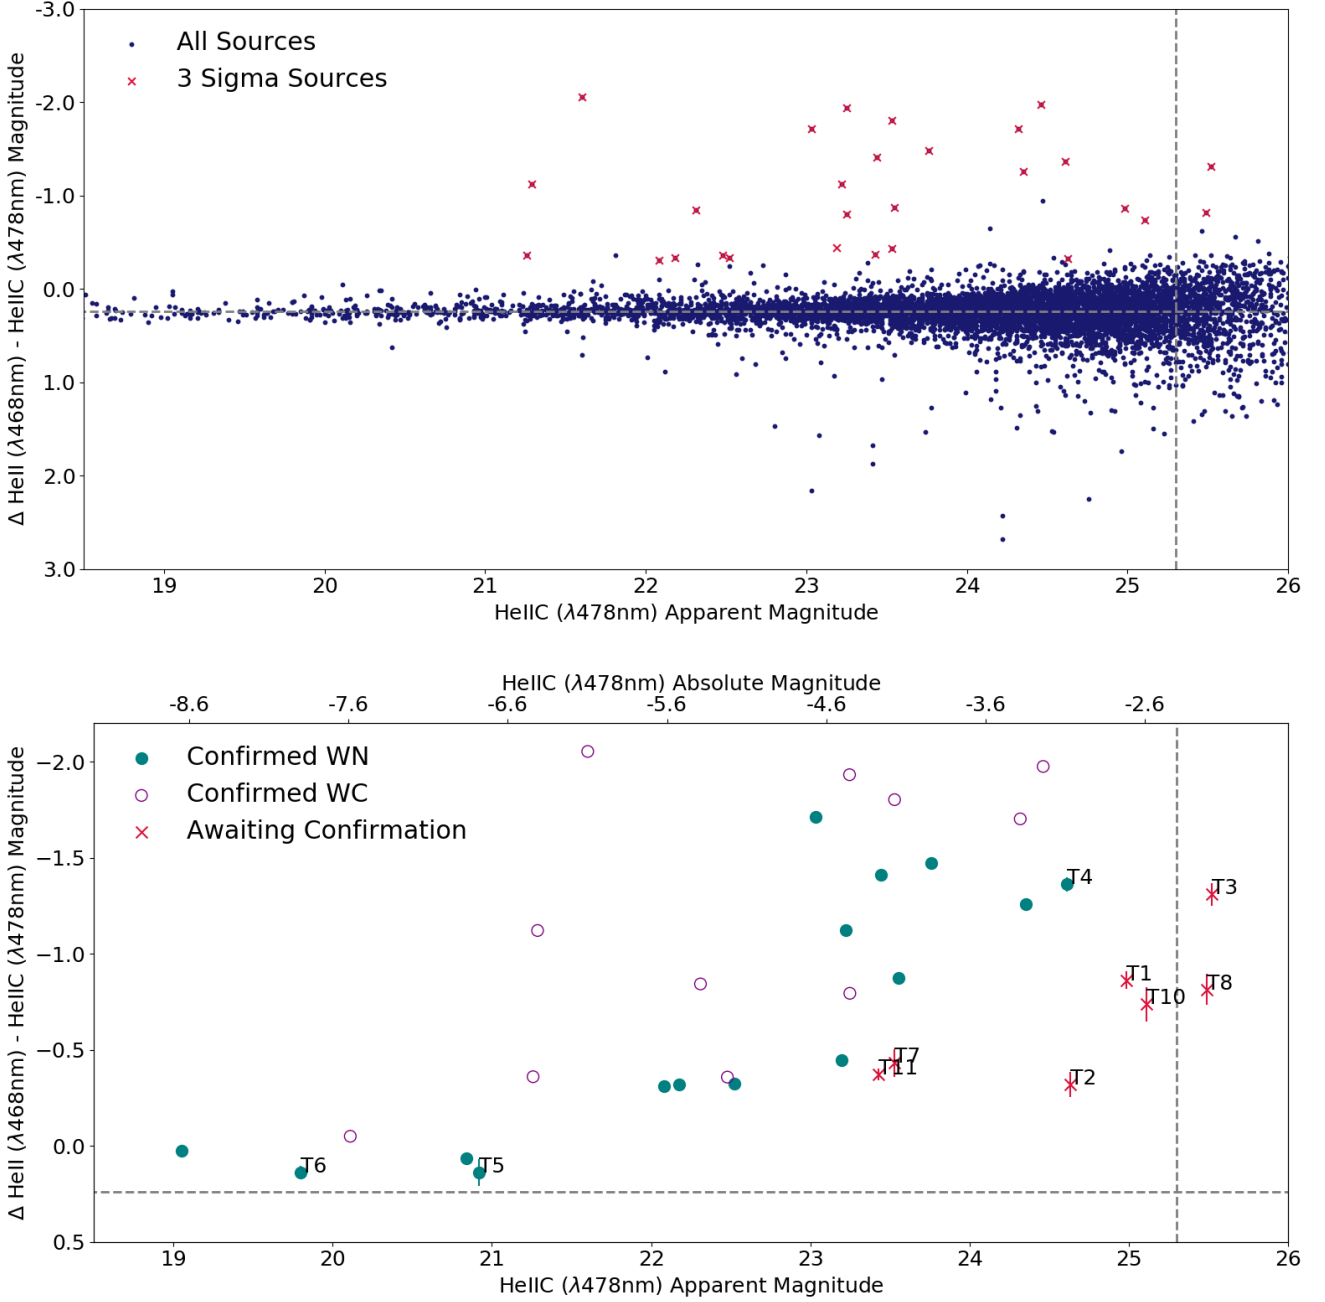 -3.0
-2.0
-1.0
0.0
1.0
2.0
3.0
Δ HeII (λ468nm) - HeIIC (λ478nm) Magnitude
All Sources
3 Sigma Sources
19 20 21 22 23 24 25 26
HeIIC (λ478nm) Apparent Magnitude
HeIIC (λ478nm) Absolute Magnitude
-8.6 -7.6 -6.6 -5.6 -4.6 -3.6 -2.6
−2.0
−1.5
−1.0
−0.5
0.0
0.5
Δ HeII (λ468nm) - HeIIC (λ478nm) Magnitude
Confirmed WN
Confirmed WC
Awaiting Confirmation
T4
T3
T1
T8
T10
T7
T11
T2
T6
T5
19 20 21 22 23 24 25 26
HeIIC (λ478nm) Apparent Magnitude